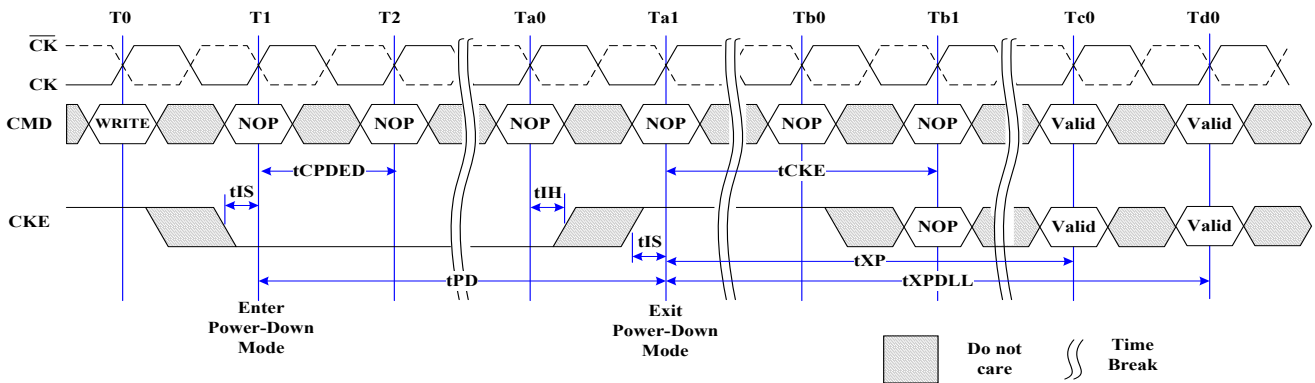 T0 T1 T2 Ta0 Ta1 Tb0 Tb1 Tc0 Td0
CK
CK
CMD WRITE NOP NOP NOP NOP NOP NOP Valid Valid
tCPDED tCKE
tIS tIH
CKE NOP Valid Valid
tIS
tXP
tPD tXPDLL
Enter
Power-Down
Mode
Exit
Power-Down
Mode
Do not
care
Time
Break